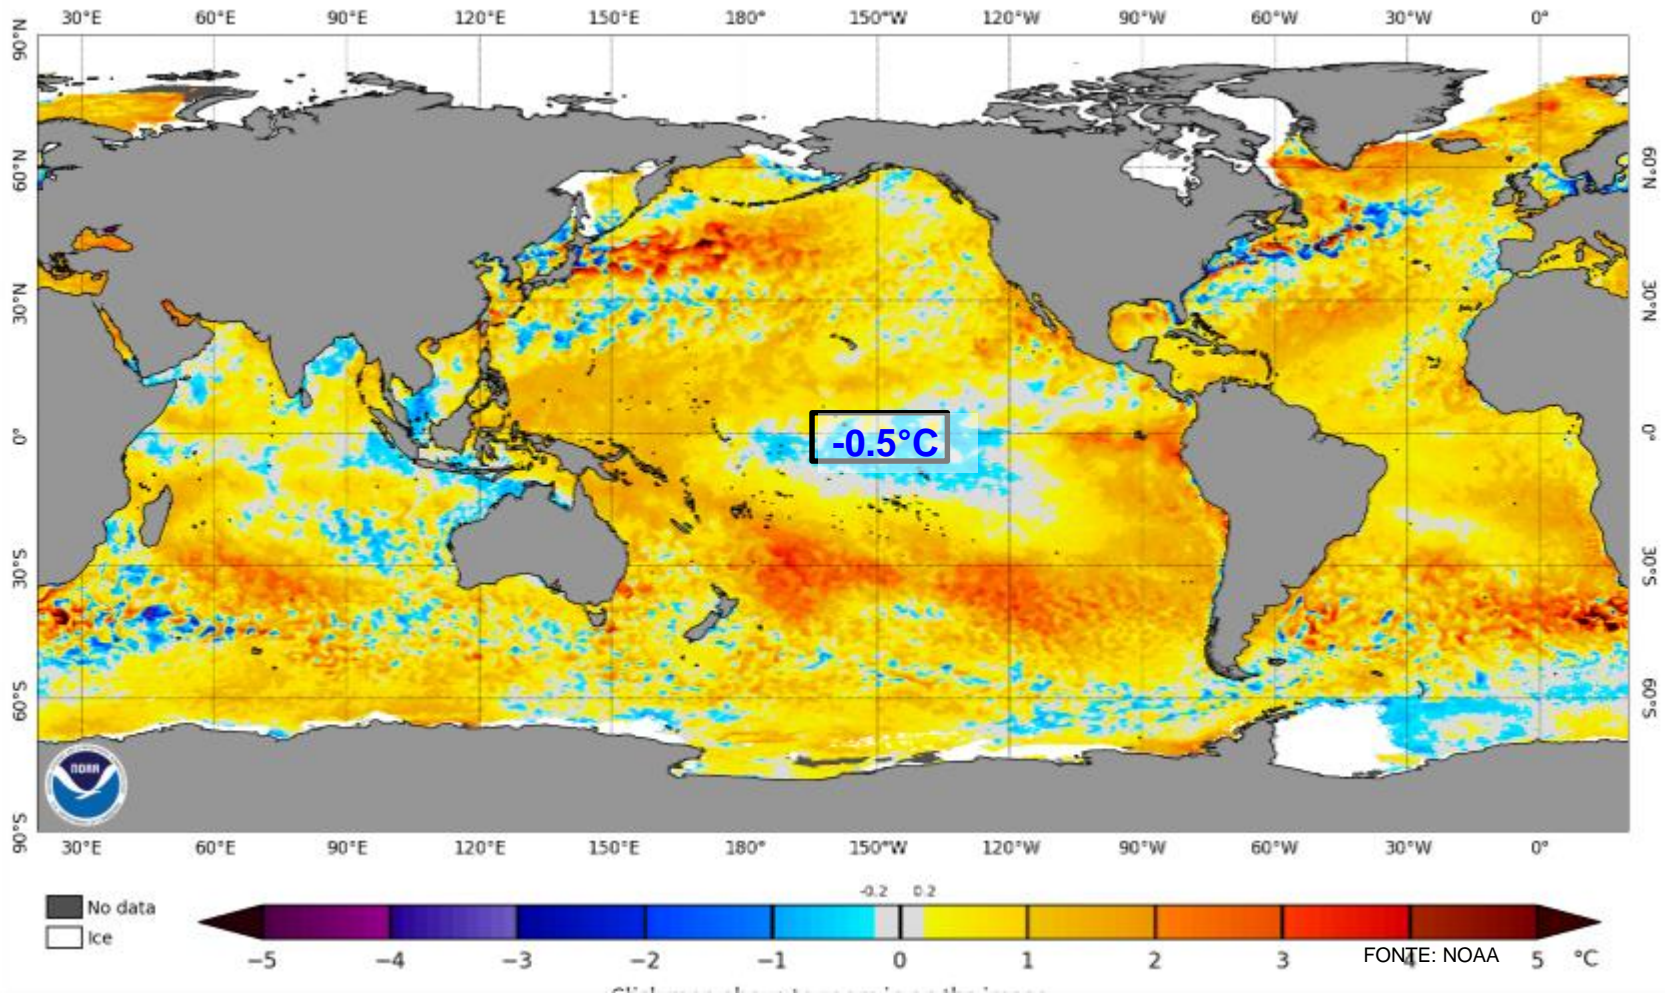 30°E 60°E 90°E 120°E 150°E 180° 150°W 120°W 90°W 60°W 30°W 0°
90°N
60°N 60°N
30°N 30°N
0° -0.5°C 0°
30°S 30°S
60°S 60°S
NOAA
90°S
30°E 60°E 90°E 120°E 150°E 180° 150°W 120°W 90°W 60°W 30°W 0°
-0.2 0.2
No data
Ice
−5 −4 −3 −2 −1 0 1 2 3 4 5 °C
FONTE: NOAA